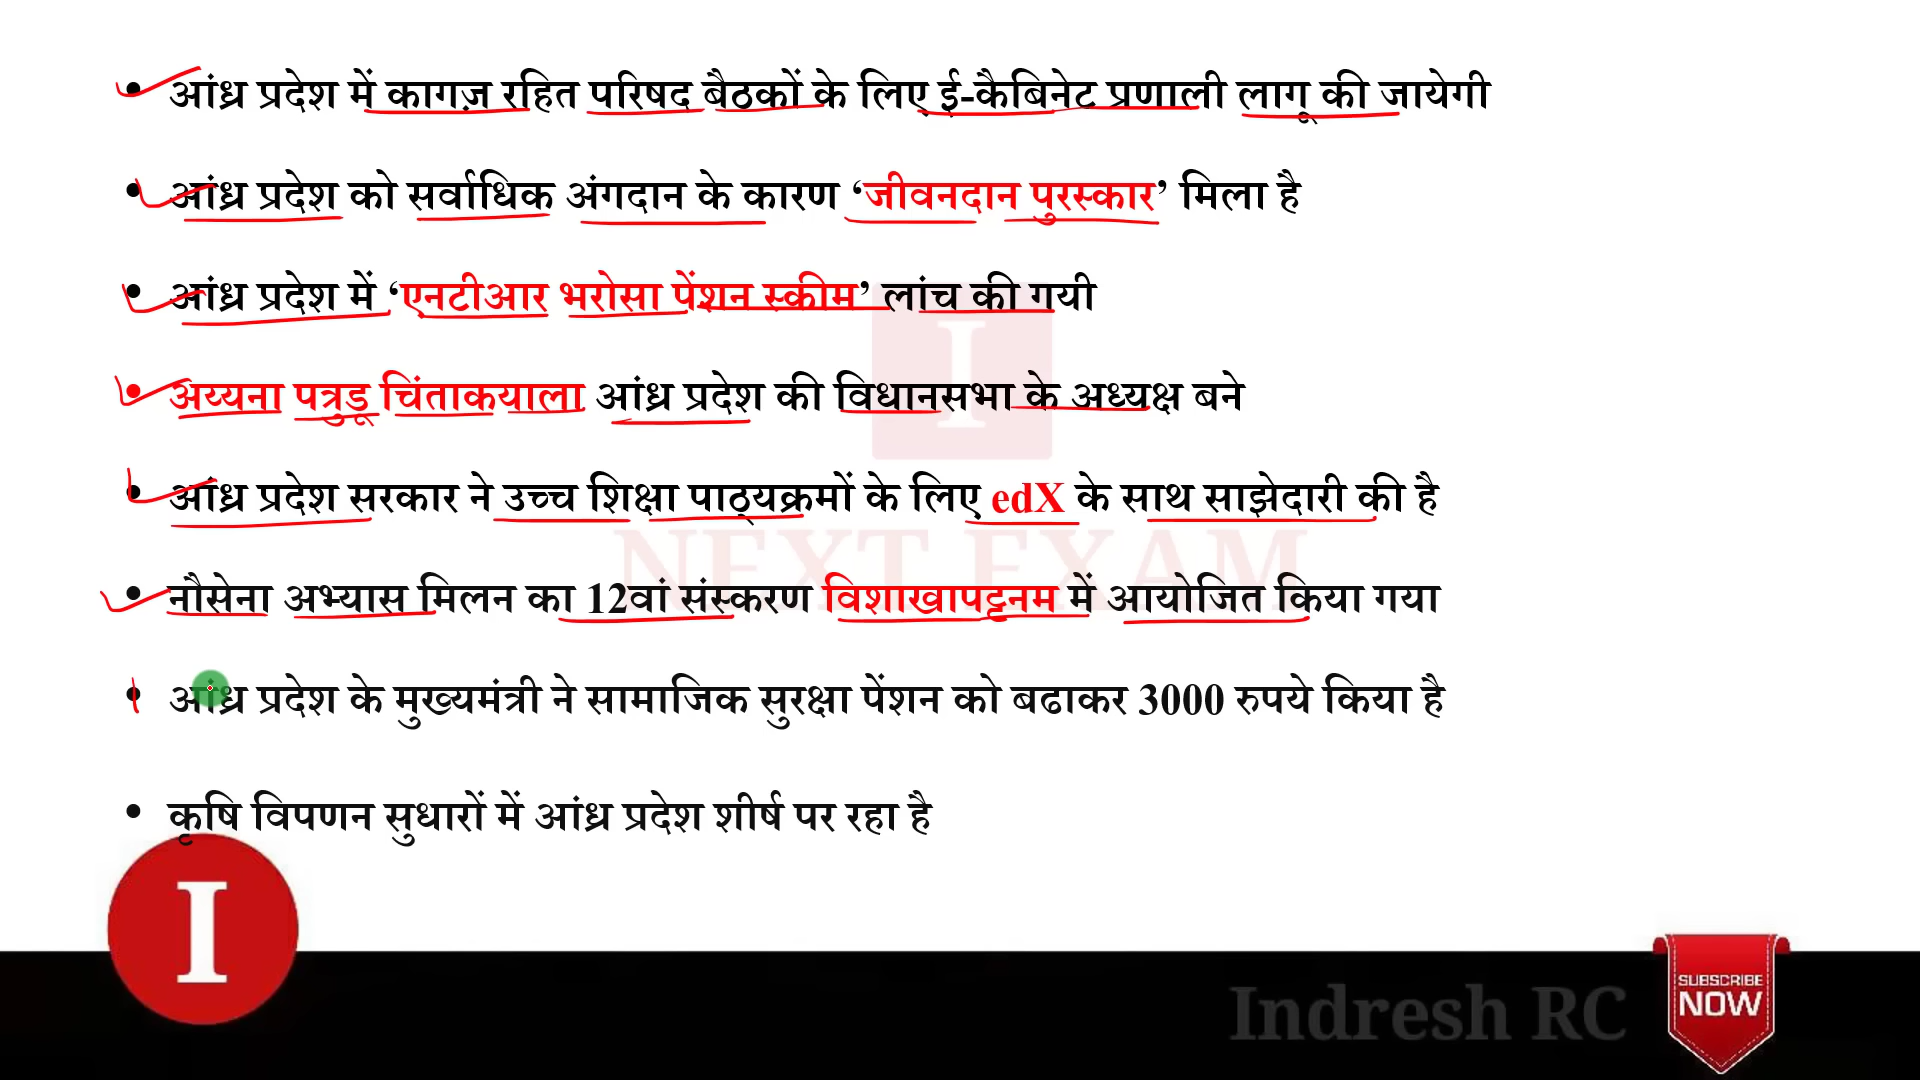 • आंध्र प्रदेश में कागज़ रहित परिषद बैठकों के लिए ई-कैबिनेट प्रणाली लागू की जायेगी
• आंध्र प्रदेश को सर्वाधिक अंगदान के कारण ‘जीवनदान पुरस्कार’ मिला है
• आंध्र प्रदेश में ‘एनटीआर भरोसा पेंशन स्कीम’ लांच की गयी
• अय्यना पत्रुडू चिंताकयाला आंध्र प्रदेश की विधानसभा के अध्यक्ष बने
• आंध्र प्रदेश सरकार ने उच्च शिक्षा पाठ्यक्रमों के लिए edX के साथ साझेदारी की है
• नौसेना अभ्यास मिलन का 12वां संस्करण विशाखापट्टनम में आयोजित किया गया
• आंध्र प्रदेश के मुख्यमंत्री ने सामाजिक सुरक्षा पेंशन को बढाकर 3000 रुपये किया है
• कृषि विपणन सुधारों में आंध्र प्रदेश शीर्ष पर रहा है
I
NEXT EXAM
I
Indresh RC
SUBSCRIBE
NOW